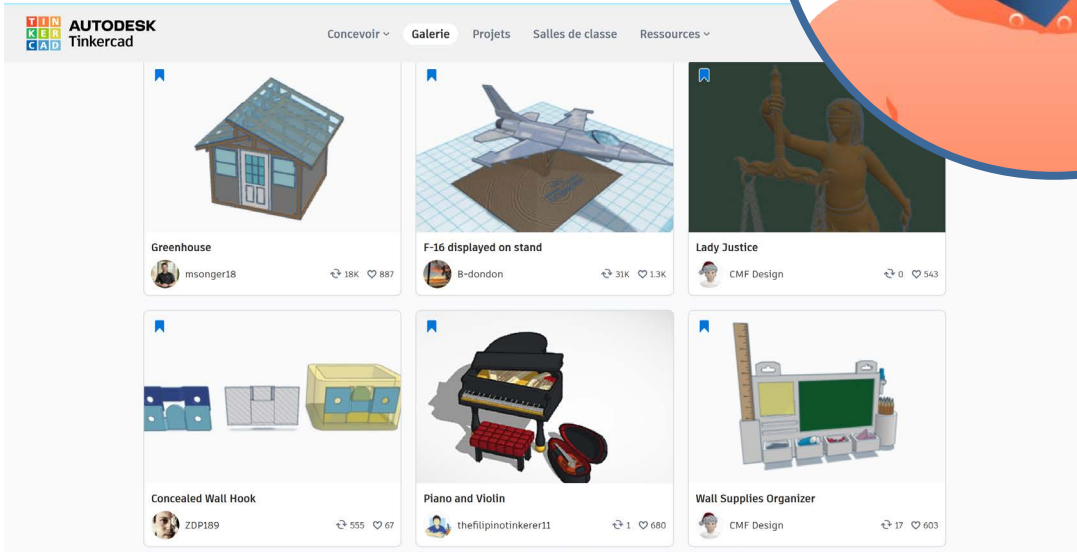 TIN
KER
CAD
AUTODESK
Tinkercad
Concevoir Galerie Projets Salles de classe Ressources
Greenhouse
msonger18 18K 887
F-16 displayed on stand
B-dondon 31K 1.3K
Lady Justice
CMF Design 0 543
Concealed Wall Hook
ZDP189 555 67
Piano and Violin
thefilipinotinkerer11 1 680
Wall Supplies Organizer
CMF Design 17 603